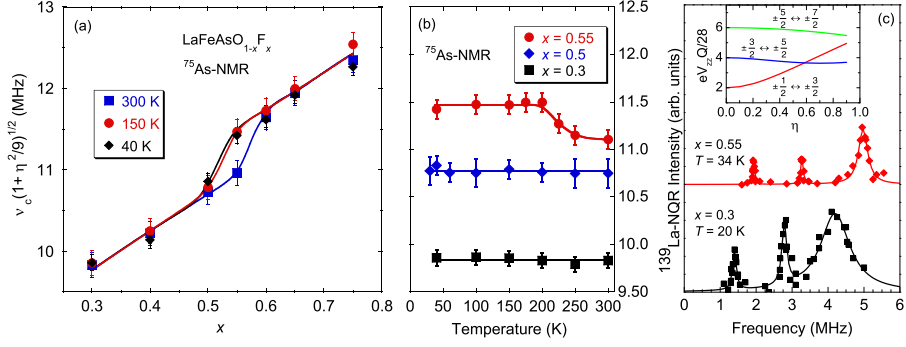 (a)
LaFeAsO1-xFx
75As-NMR
300 K
150 K
40 K
νc(1+ η2/9)1/2 (MHz)
13
12
11
10
0.3 0.4 0.5 0.6 0.7 0.8
x
(b)
75As-NMR
x = 0.55
x = 0.5
x = 0.3
12.5
12.0
11.5
11.0
10.5
10.0
9.50
0 50 100 150 200 250 300
Temperature (K)
(c)
139La-NQR Intensity (arb. units)
eVzzQ/28
6
4
2
± 5/2 ↔ ± 7/2
± 3/2 ↔ ± 5/2
± 1/2 ↔ ± 3/2
0.0 0.2 0.4 0.6 0.8 1.0
η
x = 0.55
T = 34 K
x = 0.3
T = 20 K
0 1 2 3 4 5 6
Frequency (MHz)